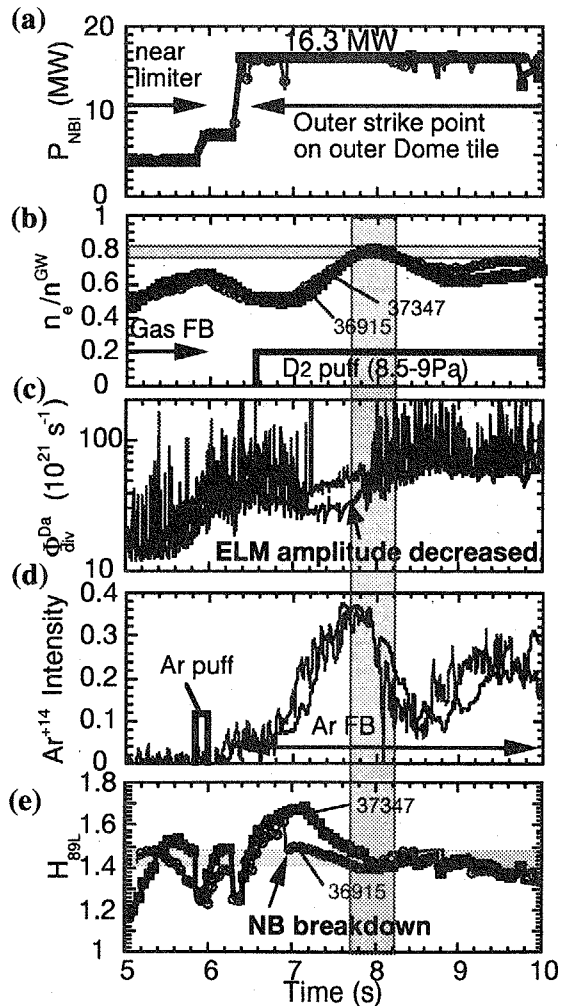 (a)
20
16.3 MW
near
limiter
10
Outer strike point
on outer Dome tile
0
P_NBI (MW)
(b)
1
0.8
0.6
0.4
0.2
0
n_e/n^GW
37347
36915
Gas FB
D2 puff (8.5-9Pa)
(c)
100
10
Φ_div^Da (10^21 s^-1)
ELM amplitude decreased
(d)
0.4
0.3
0.2
0.1
0
Ar^+14 Intensity
Ar puff
Ar FB
(e)
1.8
1.6
1.4
1.2
1
H_89L
37347
36915
NB breakdown
5 6 7 8 9 10
Time (s)